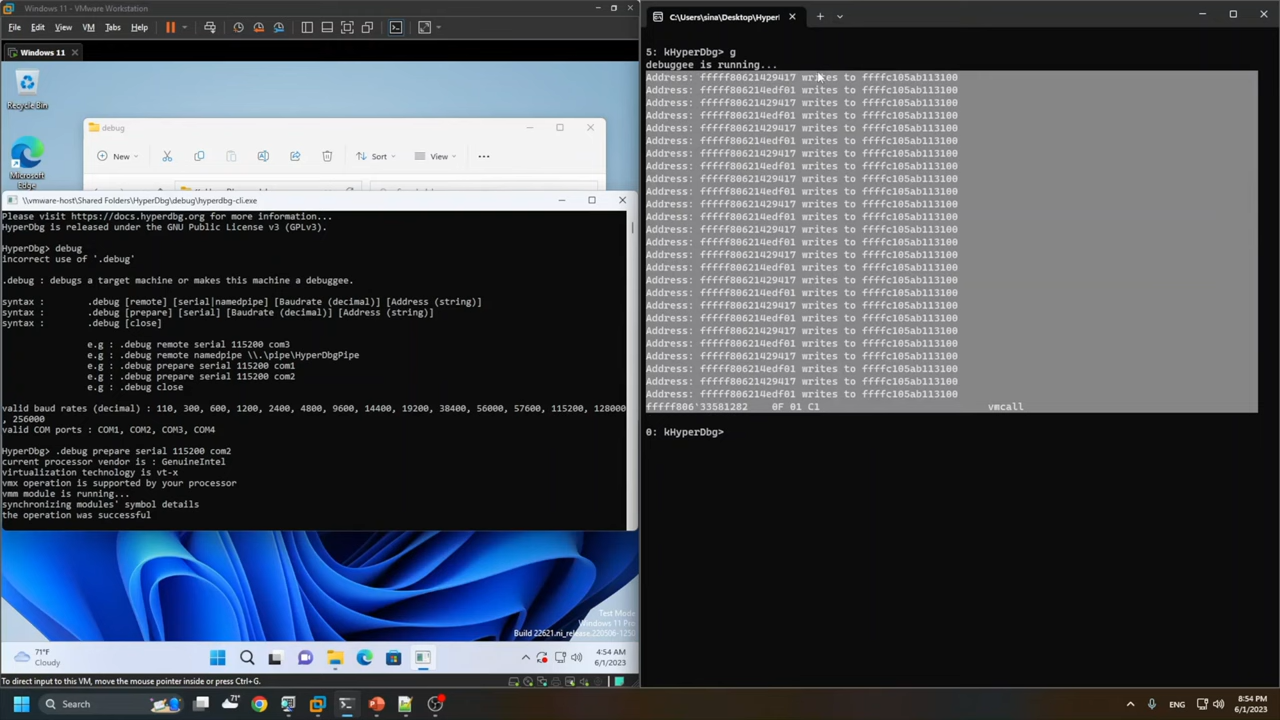 Windows 11 - VMware Workstation
File Edit View VM Tabs Help
Windows 11
Recycle Bin
Microsoft
Edge
debug
New
Sort
View
\\vmware-host\Shared Folders\HyperDbg\debug\hyperdbg-cli.exe
Please visit https://docs.hyperdbg.org for more information...
HyperDbg is released under the GNU Public License v3 (GPLv3).
HyperDbg> debug
incorrect use of '.debug'
.debug : debugs a target machine or makes this machine a debuggee.
syntax : .debug [remote] [serial|namedpipe] [Baudrate (decimal)] [Address (string)]
syntax : .debug [prepare] [serial] [Baudrate (decimal)] [Address (string)]
syntax : .debug [close]
e.g : .debug remote serial 115200 com3
e.g : .debug remote namedpipe \\.\pipe\HyperDbgPipe
e.g : .debug prepare serial 115200 com1
e.g : .debug prepare serial 115200 com2
e.g : .debug close
valid baud rates (decimal) : 110, 300, 600, 1200, 2400, 4800, 9600, 14400, 19200, 38400, 56000, 57600, 115200, 128000
, 256000
valid COM ports : COM1, COM2, COM3, COM4
HyperDbg> .debug prepare serial 115200 com2
current processor vendor is : GenuineIntel
virtualization technology is vt-x
vmx operation is supported by your processor
vmm module is running...
synchronizing modules' symbol details
the operation was successful
Test Mode
Windows 11 Pro
Build 22621.ni_release.220506-1250
71°F
Cloudy
4:54 AM
6/1/2023
To direct input to this VM, move the mouse pointer inside or press Ctrl+G.
C:\Users\sina\Desktop\HyperI
5: kHyperDbg> g
debuggee is running...
Address: fffff80621429417 writes to ffffc105ab113100
Address: fffff806214edf01 writes to ffffc105ab113100
Address: fffff80621429417 writes to ffffc105ab113100
Address: fffff806214edf01 writes to ffffc105ab113100
Address: fffff80621429417 writes to ffffc105ab113100
Address: fffff806214edf01 writes to ffffc105ab113100
Address: fffff80621429417 writes to ffffc105ab113100
Address: fffff806214edf01 writes to ffffc105ab113100
Address: fffff80621429417 writes to ffffc105ab113100
Address: fffff806214edf01 writes to ffffc105ab113100
Address: fffff80621429417 writes to ffffc105ab113100
Address: fffff806214edf01 writes to ffffc105ab113100
Address: fffff80621429417 writes to ffffc105ab113100
Address: fffff806214edf01 writes to ffffc105ab113100
Address: fffff80621429417 writes to ffffc105ab113100
Address: fffff806214edf01 writes to ffffc105ab113100
Address: fffff80621429417 writes to ffffc105ab113100
Address: fffff806214edf01 writes to ffffc105ab113100
Address: fffff80621429417 writes to ffffc105ab113100
Address: fffff806214edf01 writes to ffffc105ab113100
Address: fffff80621429417 writes to ffffc105ab113100
Address: fffff806214edf01 writes to ffffc105ab113100
Address: fffff80621429417 writes to ffffc105ab113100
Address: fffff806214edf01 writes to ffffc105ab113100
Address: fffff80621429417 writes to ffffc105ab113100
Address: fffff806214edf01 writes to ffffc105ab113100
fffff806'33581282 0F 01 C1 vmcall
0: kHyperDbg>
Search
71°
ENG
8:54 PM
6/1/2023